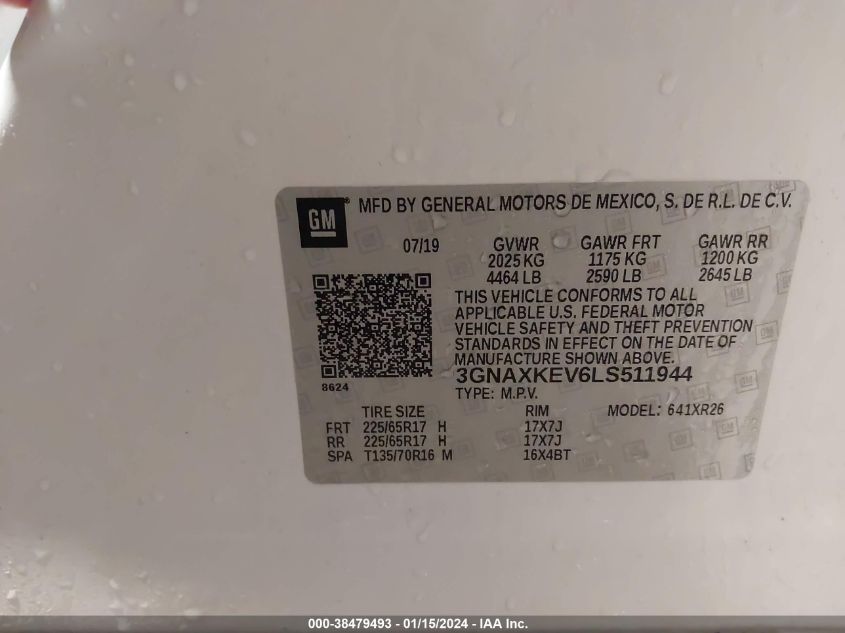 GM ® MFD BY GENERAL MOTORS DE MEXICO, S. DE R.L. DE C.V.
07/19 GVWR GAWR FRT GAWR RR
2025 KG 1175 KG 1200 KG
4464 LB 2590 LB 2645 LB
THIS VEHICLE CONFORMS TO ALL
APPLICABLE U.S. FEDERAL MOTOR
VEHICLE SAFETY AND THEFT PREVENTION
STANDARDS IN EFFECT ON THE DATE OF
MANUFACTURE SHOWN ABOVE.
8624 3GNAXKEV6LS511944
TYPE: M.P.V.
TIRE SIZE RIM MODEL: 641XR26
FRT 225/65R17 H 17X7J
RR 225/65R17 H 17X7J
SPA T135/70R16 M 16X4BT
000-38479493 - 01/15/2024 - IAA Inc.